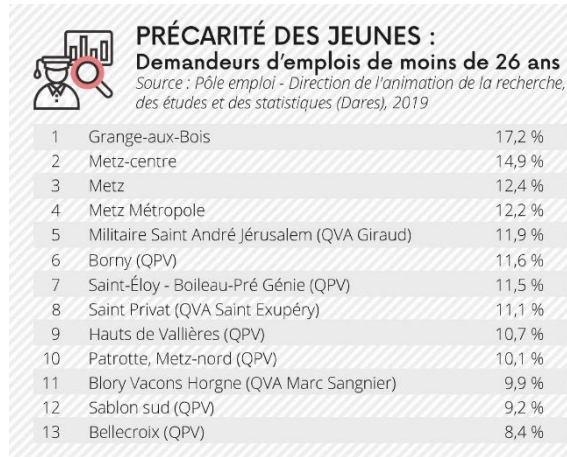 PRÉCARITÉ DES JEUNES :
Demandeurs d'emplois de moins de 26 ans
Source : Pôle emploi - Direction de l'animation de la recherche,
des études et des statistiques (Dares), 2019
1 Grange-aux-Bois 17,2 %
2 Metz-centre 14,9 %
3 Metz 12,4 %
4 Metz Métropole 12,2 %
5 Militaire Saint André Jérusalem (QVA Giraud) 11,9 %
6 Borny (QPV) 11,6 %
7 Saint-Éloy - Boileau-Pré Génie (QPV) 11,5 %
8 Saint Privat (QVA Saint Exupéry) 11,1 %
9 Hauts de Vallières (QPV) 10,7 %
10 Patrotte, Metz-nord (QPV) 10,1 %
11 Blory Vacons Horgne (QVA Marc Sangnier) 9,9 %
12 Sablon sud (QPV) 9,2 %
13 Bellecroix (QPV) 8,4 %